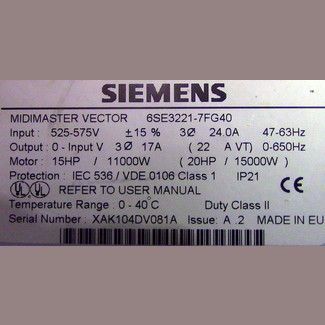 SIEMENS
MIDIMASTER VECTOR 6SE3221-7FG40
Input : 525-575V ±15 % 3Ø 24.0A 47-63Hz
Output : 0 - Input V 3Ø 17A ( 22 A VT) 0-650Hz
Motor : 15HP / 11000W ( 20HP / 15000W )
Protection : IEC 536 / VDE 0106 Class 1 IP21
UL REFER TO USER MANUAL CE
Temperature Range : 0 - 40°C Duty Class II
Serial Number : XAK104DV081A Issue : A .2 MADE IN EU